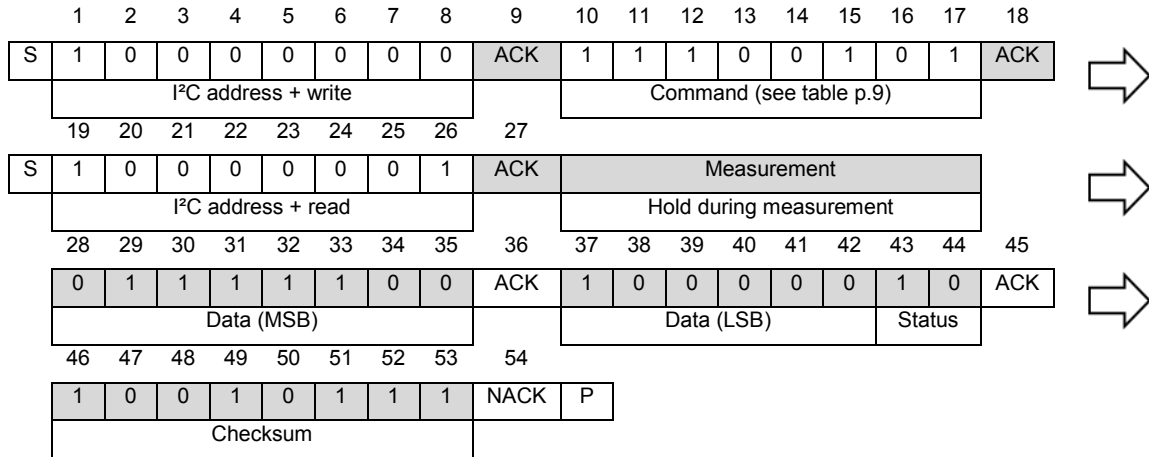 1 2 3 4 5 6 7 8 9 10 11 12 13 14 15 16 17 18
S 1 0 0 0 0 0 0 0 ACK 1 1 1 0 0 1 0 1 ACK
I²C address + write Command (see table p.9)
19 20 21 22 23 24 25 26 27
S 1 0 0 0 0 0 0 1 ACK Measurement
I²C address + read Hold during measurement
28 29 30 31 32 33 34 35 36 37 38 39 40 41 42 43 44 45
0 1 1 1 1 1 0 0 ACK 1 0 0 0 0 0 1 0 ACK
Data (MSB) Data (LSB) Status
46 47 48 49 50 51 52 53 54
1 0 0 1 0 1 1 1 NACK P
Checksum